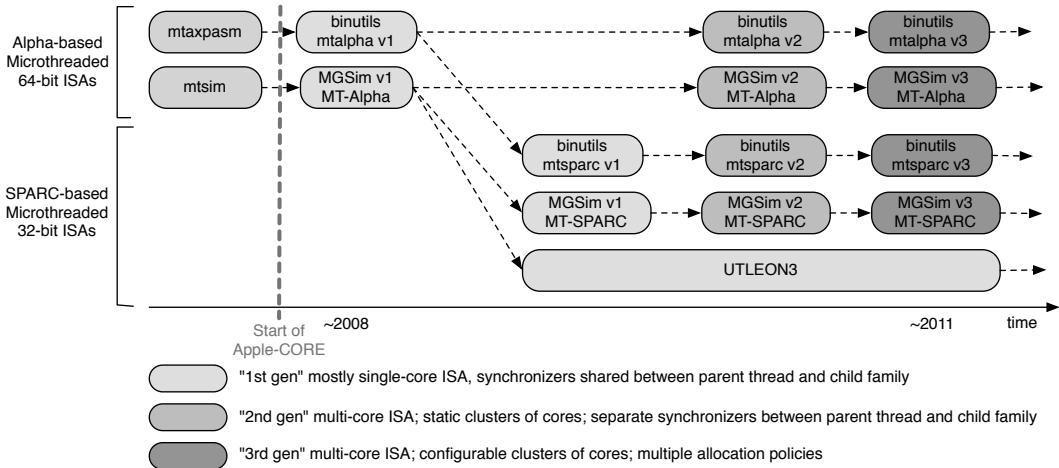 Alpha-based
Microthreaded
64-bit ISAs
mtaxpasm
binutils
mtalpha v1
binutils
mtalpha v2
binutils
mtalpha v3
mtsim
MGSim v1
MT-Alpha
MGSim v2
MT-Alpha
MGSim v3
MT-Alpha
SPARC-based
Microthreaded
32-bit ISAs
binutils
mtsparc v1
binutils
mtsparc v2
binutils
mtsparc v3
MGSim v1
MT-SPARC
MGSim v2
MT-SPARC
MGSim v3
MT-SPARC
UTLEON3
Start of
Apple-CORE
~2008
~2011
time
"1st gen" mostly single-core ISA, synchronizers shared between parent thread and child family
"2nd gen" multi-core ISA; static clusters of cores; separate synchronizers between parent thread and child family
"3rd gen" multi-core ISA; configurable clusters of cores; multiple allocation policies